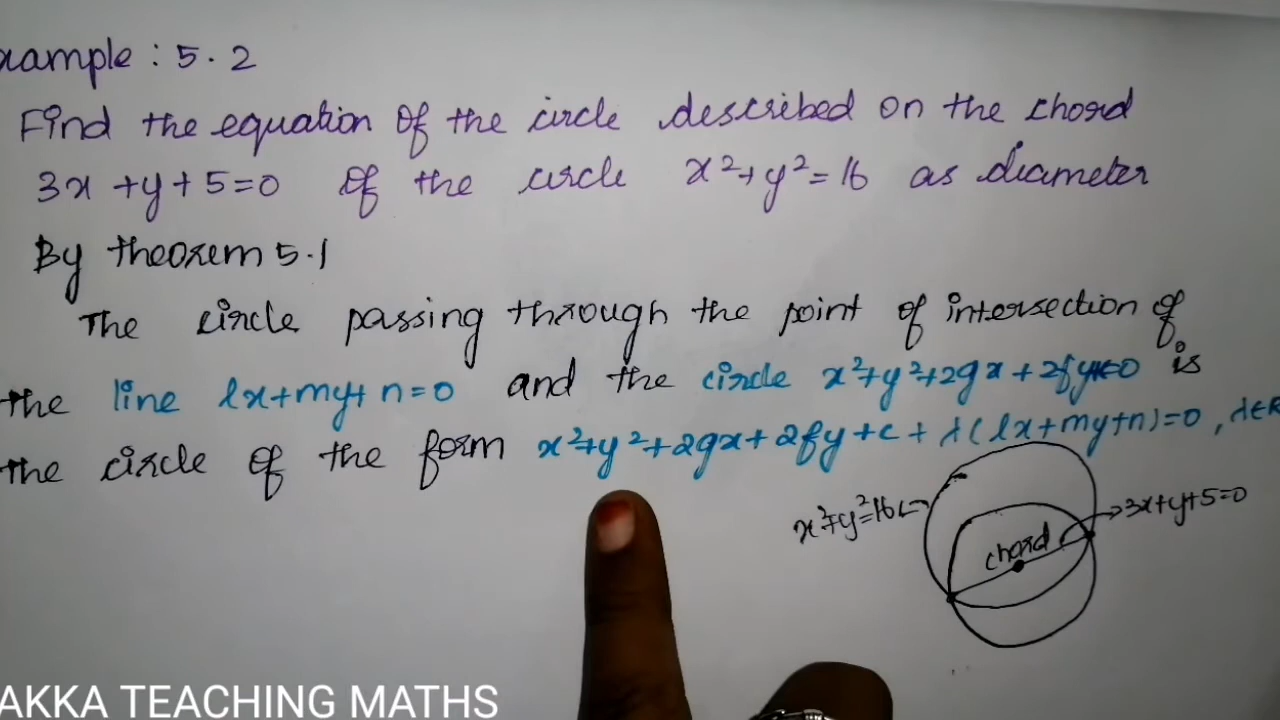 xample : 5.2
Find the equation of the circle described on the chord
3x + y + 5 = 0 of the circle x² + y² = 16 as diameter
By theorem 5.1
The circle passing through the point of intersection of
the line lx + my + n = 0 and the circle x² + y² + 2gx + 2fy+c=0 is
the circle of the form x² + y² + 2gx + 2fy + c + λ(lx + my + n) = 0 , λ∈R
x² + y² = 16
chord
3x + y + 5 = 0
AKKA TEACHING MATHS